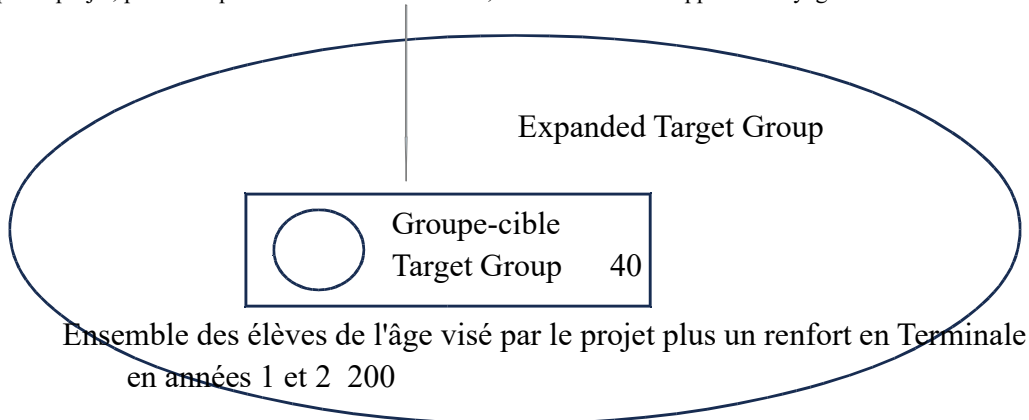 Expanded Target Group
Groupe-cible
Target Group 40
Ensemble des élèves de l'âge visé par le projet plus un renfort en Terminale
en années 1 et 2 200